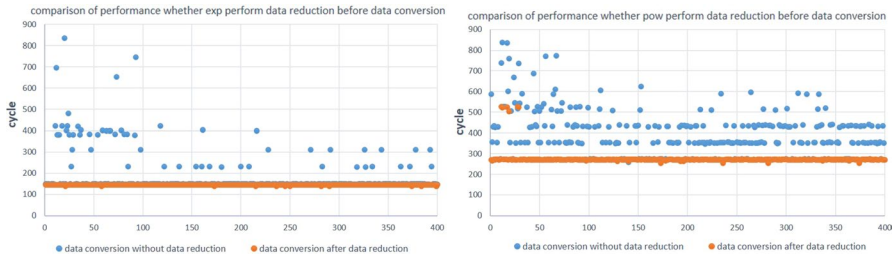 comparison of performance whether exp perform data reduction before data conversion
900
800
700
600
500
400
300
200
100
0
cycle
0 50 100 150 200 250 300 350 400
data conversion without data reduction data conversion after data reduction
comparison of performance whether pow perform data reduction before data conversion
900
800
700
600
500
400
300
200
100
0
cycle
0 50 100 150 200 250 300 350 400
data conversion without data reduction data conversion after data reduction